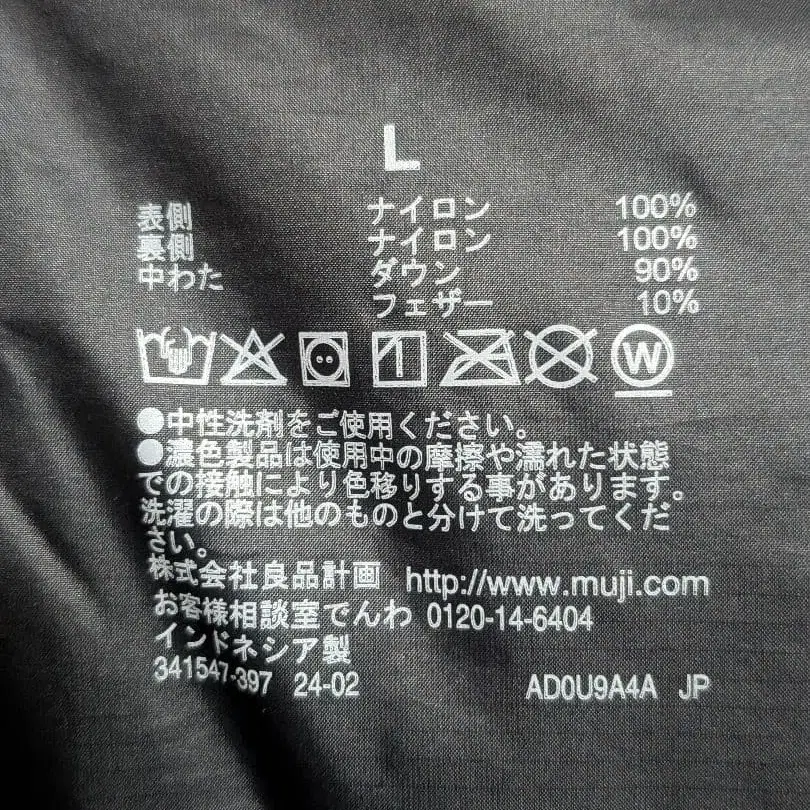 L
表側 ナイロン 100%
裏側 ナイロン 100%
中わた ダウン 90%
フェザー 10%
W
●中性洗剤をご使用ください。
●濃色製品は使用中の摩擦や濡れた状態
での接触により色移りする事があります。
洗濯の際は他のものと分けて洗ってくだ
さい。
株式会社良品計画 http://www.muji.com
お客様相談室でんわ 0120-14-6404
インドネシア製
341547-397 24-02 AD0U9A4A JP